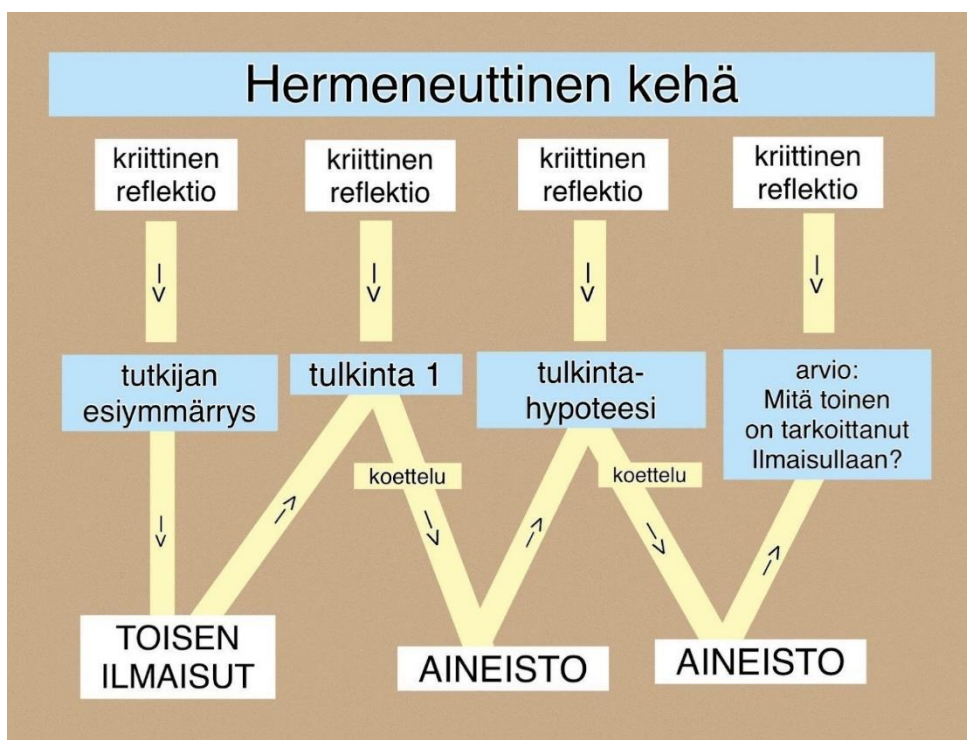 Hermeneuttinen kehä
kriittinen
reflektio
kriittinen
reflektio
kriittinen
reflektio
kriittinen
reflektio
tutkijan
esiymmärrys
tulkinta 1
tulkinta-
hypoteesi
arvio:
Mitä toinen
on tarkoittanut
Ilmaisullaan?
koettelu
koettelu
TOISEN
ILMAISUT
AINEISTO
AINEISTO